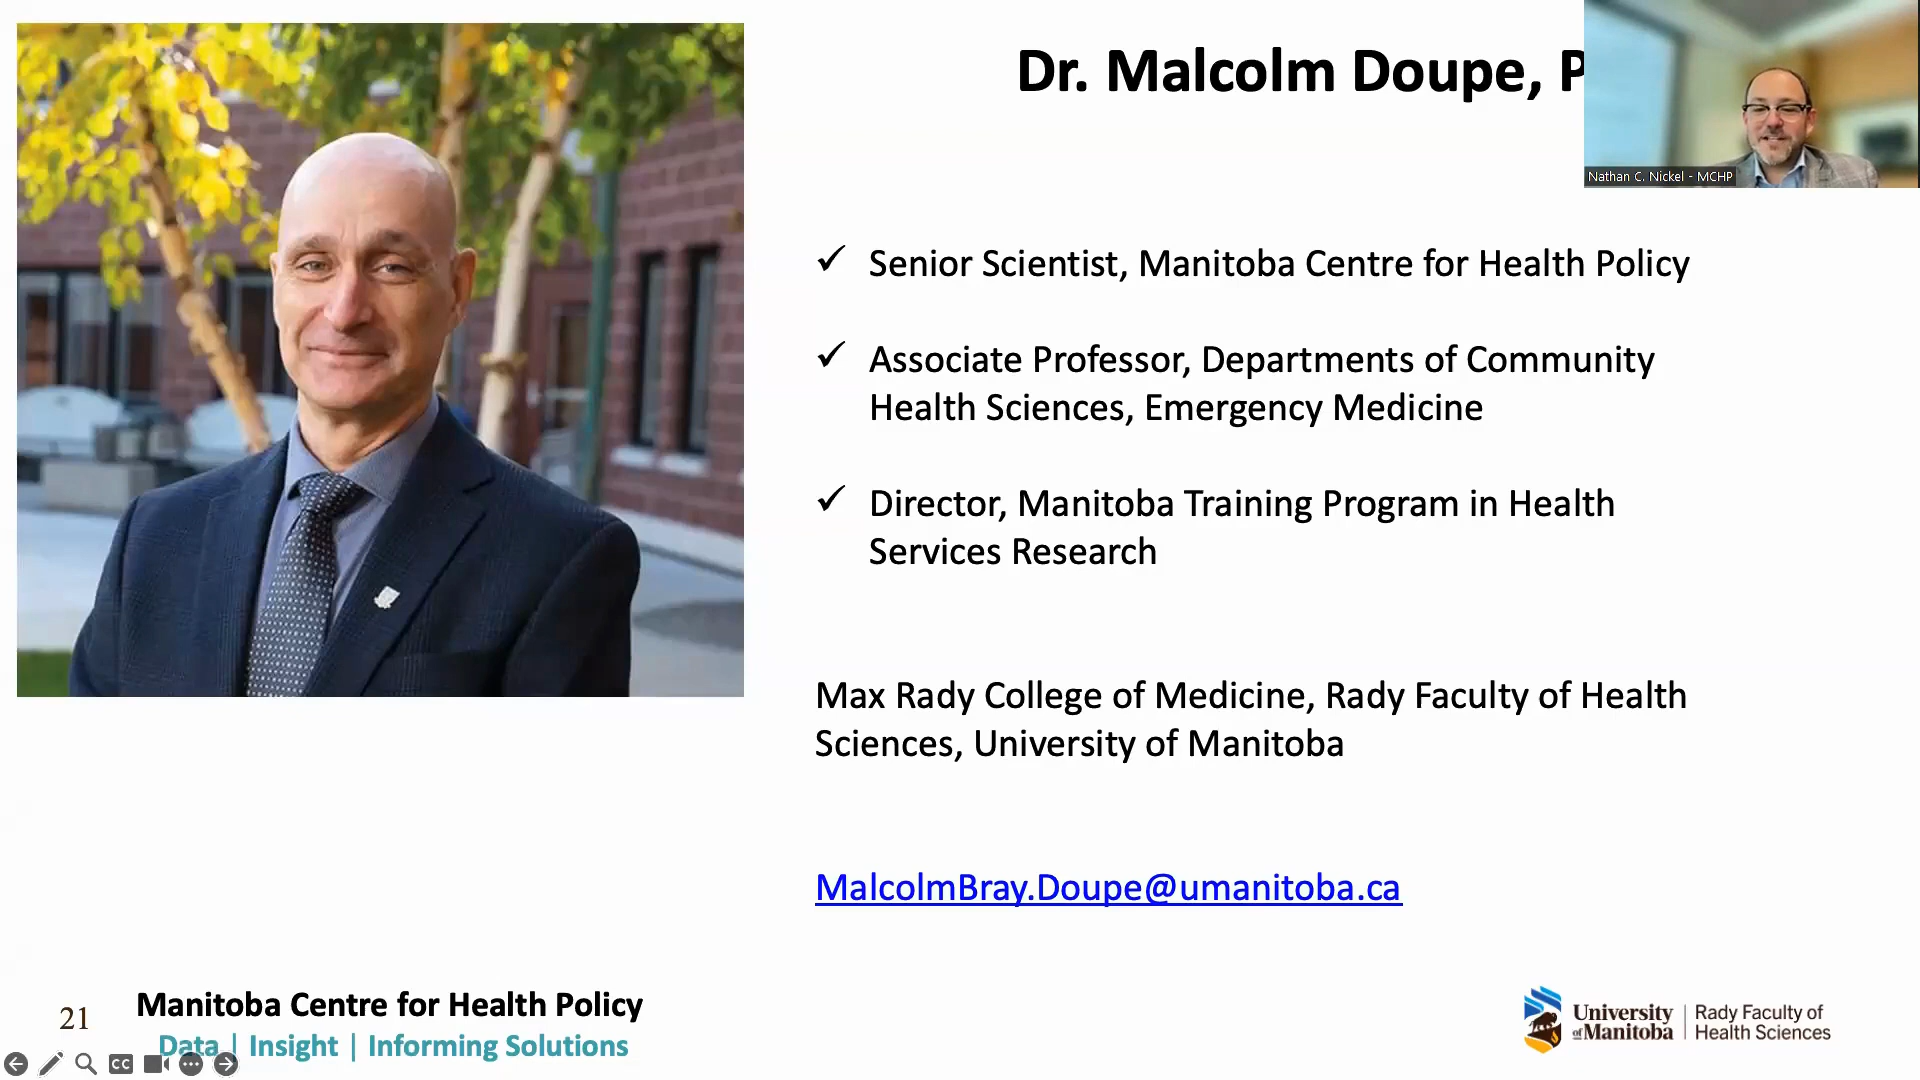 Dr. Malcolm Doupe, P
Nathan C. Nickel - MCHP
✓ Senior Scientist, Manitoba Centre for Health Policy
✓ Associate Professor, Departments of Community
Health Sciences, Emergency Medicine
✓ Director, Manitoba Training Program in Health
Services Research
Max Rady College of Medicine, Rady Faculty of Health
Sciences, University of Manitoba
MalcolmBray.Doupe@umanitoba.ca
21
Manitoba Centre for Health Policy
Data | Insight | Informing Solutions
CC
University
of Manitoba
Rady Faculty of
Health Sciences